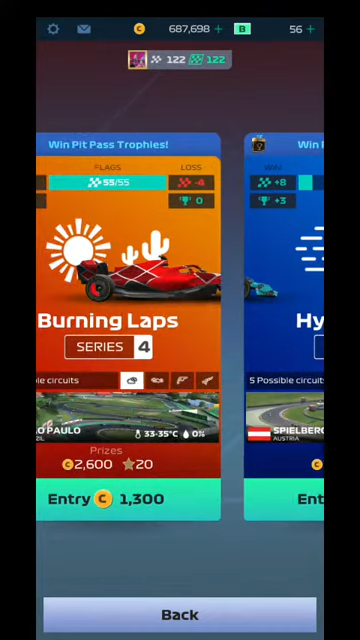 687,698 + B 56 +
122 122
Win Pit Pass Trophies!
FLAGS LOSS
55/55 -4
0
Burning Laps
SERIES 4
circuits
PAULO
33-35°C 0%
Prizes
2,600 20
Entry C 1,300
WIN
+8
+3
Hy
5 Possible circuits
SPIELBERG
AUSTRIA
Ent
Back